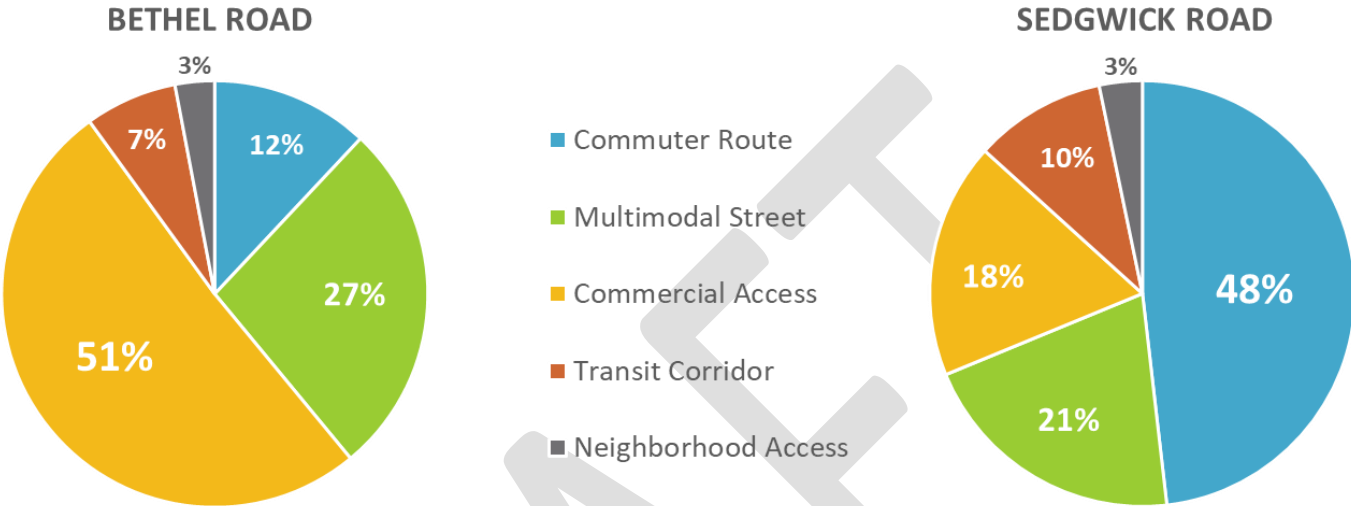 BETHEL ROAD
3%
12%
7%
27%
51%
Commuter Route
Multimodal Street
Commercial Access
Transit Corridor
Neighborhood Access
SEDGWICK ROAD
3%
10%
48%
18%
21%